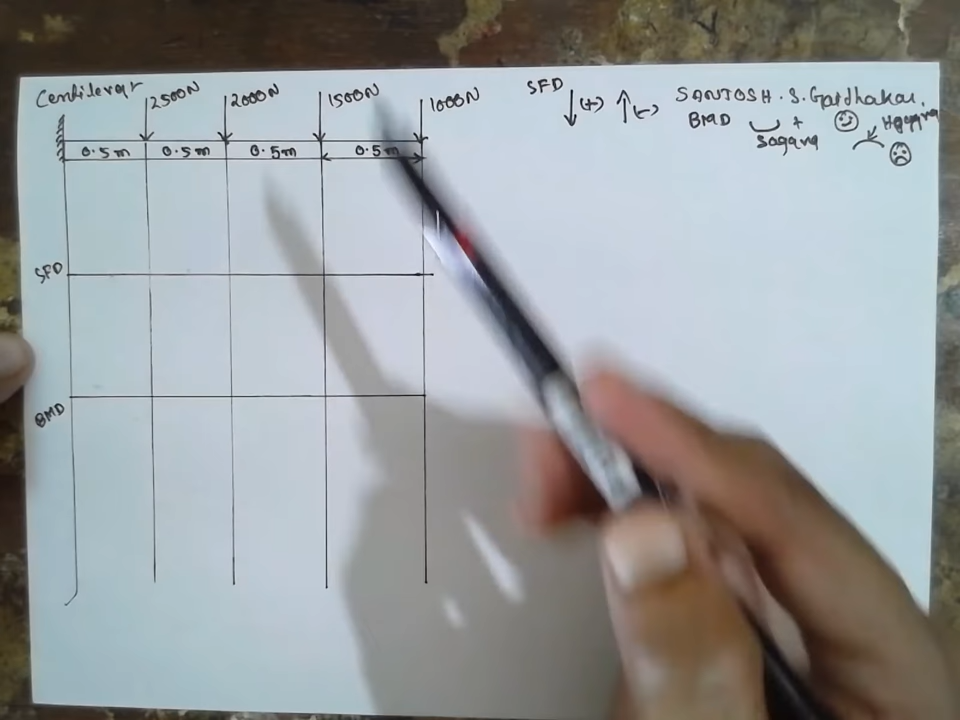 Cantilever
2500N 2000N 1500N 1000N
0.5m 0.5m 0.5m 0.5m
SFD
BMD
SFD (+) (-)
SANTOSH. S. Gardhakar.
BMD + Hogging
Sagging